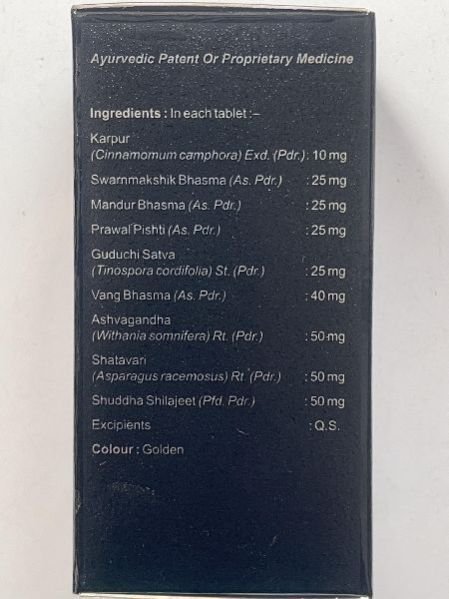 Ayurvedic Patent Or Proprietary Medicine
Ingredients : In each tablet :–
Karpur
(Cinnamomum camphora) Exd. (Pdr.) : 10 mg
Swarnmakshik Bhasma (As. Pdr.) : 25 mg
Mandur Bhasma (As. Pdr.) : 25 mg
Prawal Pishti (As. Pdr.) : 25 mg
Guduchi Satva
(Tinospora cordifolia) St. (Pdr.) : 25 mg
Vang Bhasma (As. Pdr.) : 40 mg
Ashvagandha
(Withania somnifera) Rt. (Pdr.) : 50 mg
Shatavari
(Asparagus racemosus) Rt. (Pdr.) : 50 mg
Shuddha Shilajeet (Pfd. Pdr.) : 50 mg
Excipients : Q.S.
Colour : Golden